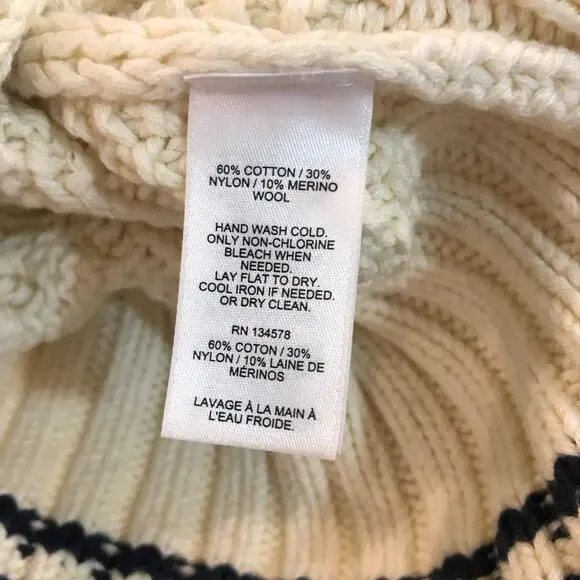 60% COTTON / 30%
NYLON / 10% MERINO
WOOL
HAND WASH COLD.
ONLY NON-CHLORINE
BLEACH WHEN
NEEDED.
LAY FLAT TO DRY.
COOL IRON IF NEEDED.
OR DRY CLEAN.
RN 134578
60% COTON / 30%
NYLON / 10% LAINE DE
MÉRINOS
LAVAGE À LA MAIN À
L'EAU FROIDE.